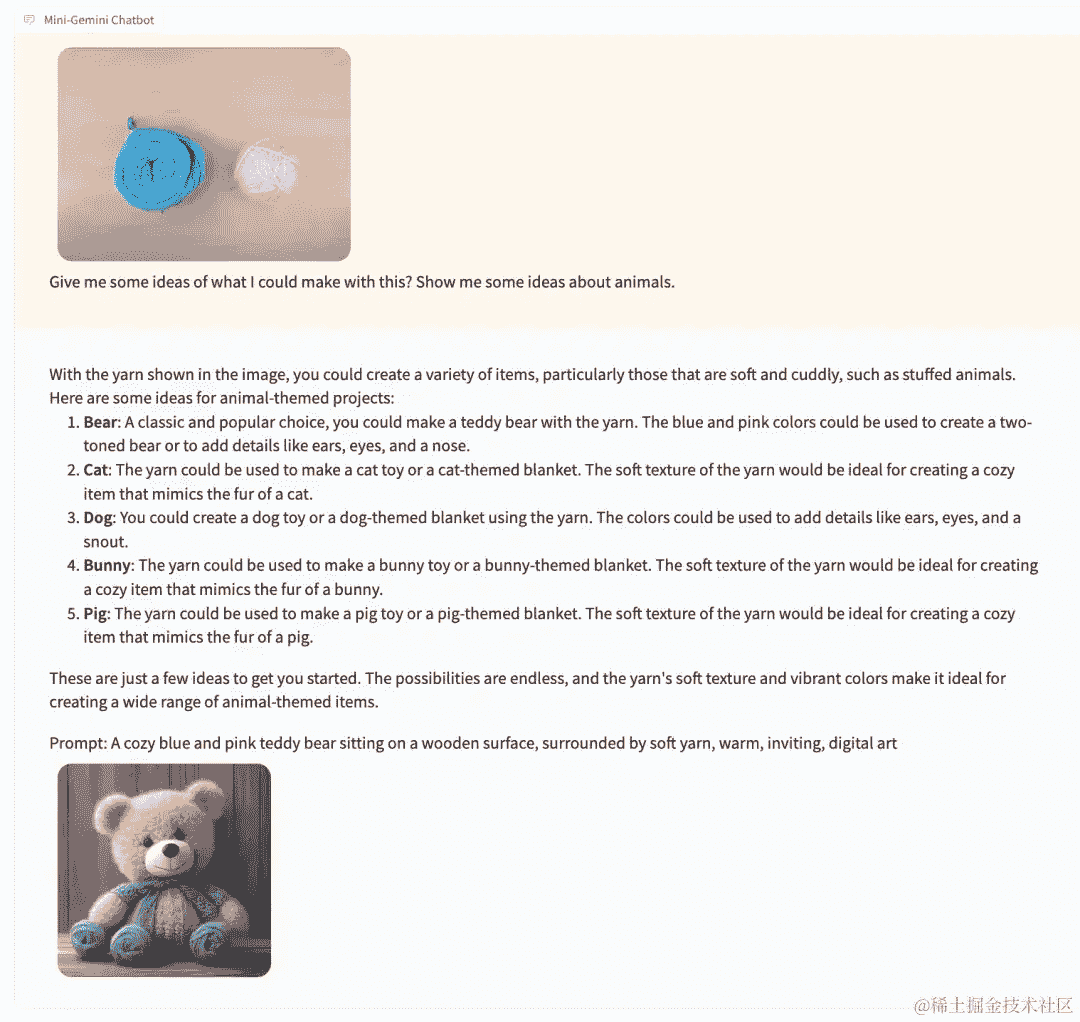 Mini-Gemini Chatbot
Give me some ideas of what I could make with this? Show me some ideas about animals.
With the yarn shown in the image, you could create a variety of items, particularly those that are soft and cuddly, such as stuffed animals.
Here are some ideas for animal-themed projects:
1. Bear: A classic and popular choice, you could make a teddy bear with the yarn. The blue and pink colors could be used to create a two-
toned bear or to add details like ears, eyes, and a nose.
2. Cat: The yarn could be used to make a cat toy or a cat-themed blanket. The soft texture of the yarn would be ideal for creating a cozy
item that mimics the fur of a cat.
3. Dog: You could create a dog toy or a dog-themed blanket using the yarn. The colors could be used to add details like ears, eyes, and a
snout.
4. Bunny: The yarn could be used to make a bunny toy or a bunny-themed blanket. The soft texture of the yarn would be ideal for creating
a cozy item that mimics the fur of a bunny.
5. Pig: The yarn could be used to make a pig toy or a pig-themed blanket. The soft texture of the yarn would be ideal for creating a cozy
item that mimics the fur of a pig.
These are just a few ideas to get you started. The possibilities are endless, and the yarn's soft texture and vibrant colors make it ideal for
creating a wide range of animal-themed items.
Prompt: A cozy blue and pink teddy bear sitting on a wooden surface, surrounded by soft yarn, warm, inviting, digital art
@稀土掘金技术社区